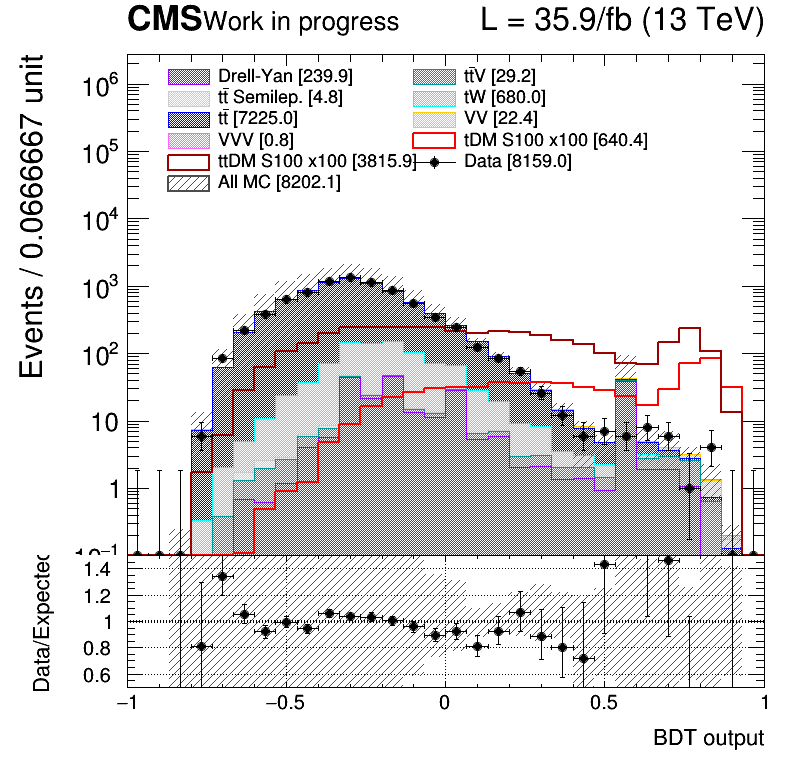 CMS Work in progress L = 35.9/fb (13 TeV)
Events / 0.0666667 unit
10⁶
10⁵
10⁴
10³
10²
10
1
10⁻¹
Drell-Yan [239.9]
tt̄V [29.2]
tt̄ Semilep. [4.8]
tW [680.0]
tt̄ [7225.0]
VV [22.4]
VVV [0.8]
tDM S100 x100 [640.4]
ttDM S100 x100 [3815.9]
Data [8159.0]
All MC [8202.1]
Data/Expected
1.4
1.2
1
0.8
0.6
−1 −0.5 0 0.5 1
BDT output